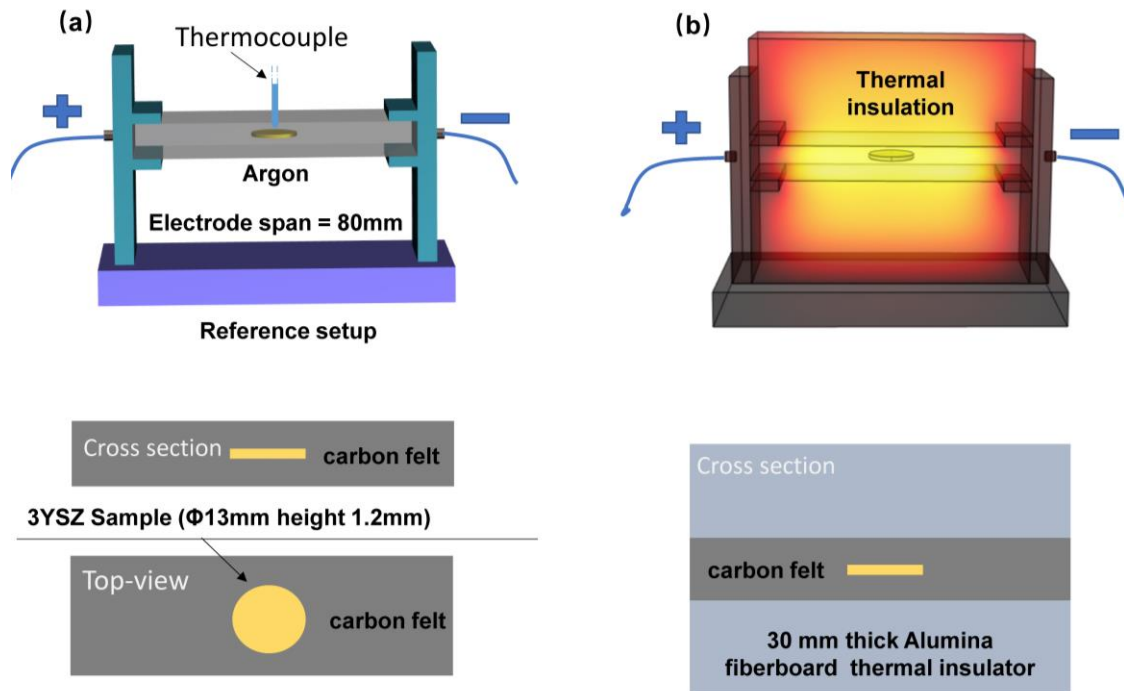 (a)
Thermocouple
+
Argon
Electrode span = 80mm
Reference setup
Cross section
carbon felt
3YSZ Sample (Φ13mm height 1.2mm)
Top-view
carbon felt
(b)
Thermal
insulation
+
Cross section
carbon felt
30 mm thick Alumina
fiberboard thermal insulator